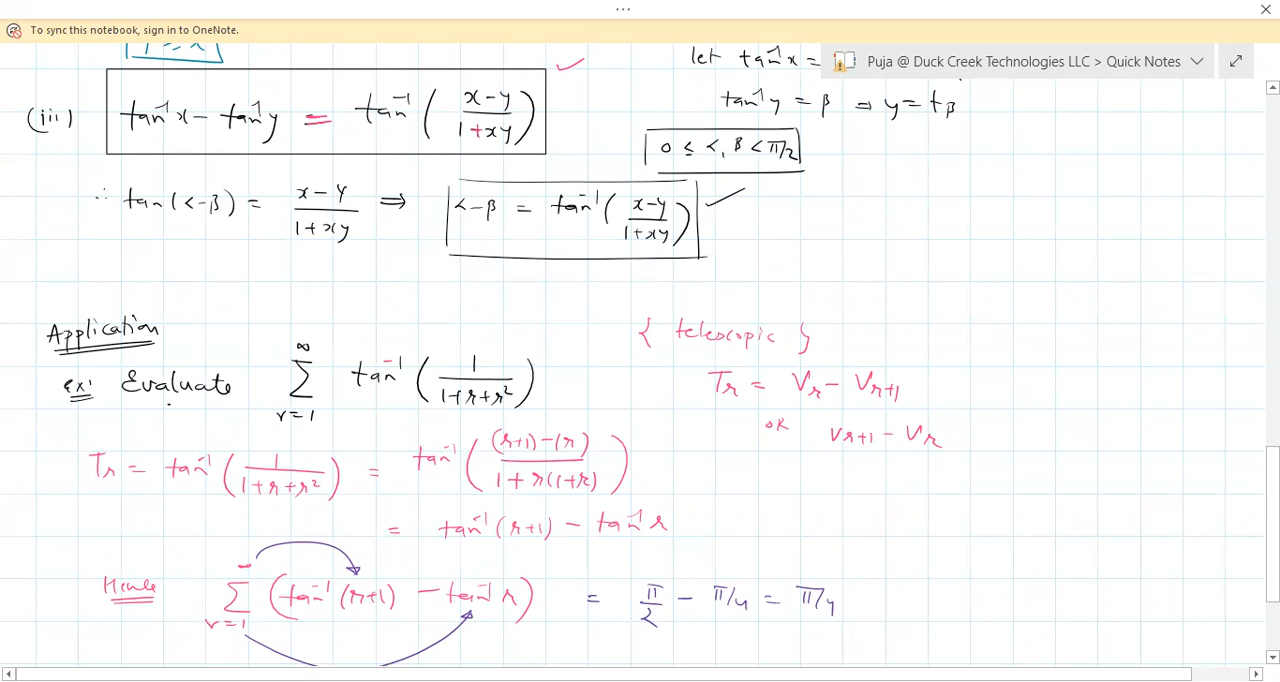 To sync this notebook, sign in to OneNote.
Puja @ Duck Creek Technologies LLC > Quick Notes
let tan⁻¹x =
tan⁻¹y = β ⇒ y = tβ
(iii) tan⁻¹x − tan⁻¹y = tan⁻¹((x−y)/(1+xy))
0 ≤ α, β < π/2
∴ tan(α−β) = (x−y)/(1+xy) ⇒ α−β = tan⁻¹((x−y)/(1+xy))
Application
{ telescopic }
ex: Evaluate ∞ Σ r=1 tan⁻¹(1/(1+r+r²))
Tr = Vr − Vr+1
OR Vr+1 − Vr
Tr = tan⁻¹(1/(1+r+r²)) = tan⁻¹(((r+1)−(r))/(1+r(1+r)))
= tan⁻¹(r+1) − tan⁻¹r
Hence ∞ Σ r=1 (tan⁻¹(r+1) − tan⁻¹r) = π/2 − π/4 = π/4